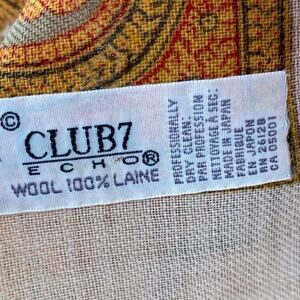 ©
CLUB7
ECHO®
WOOL 100% LAINE
PROFESSIONALLY
DRY CLEAN:
PAR PROFESSION
NETTOYAGE À SEC:
MADE IN JAPAN
FABRIQUE
EN JAPON
RN 26128
CA 05001